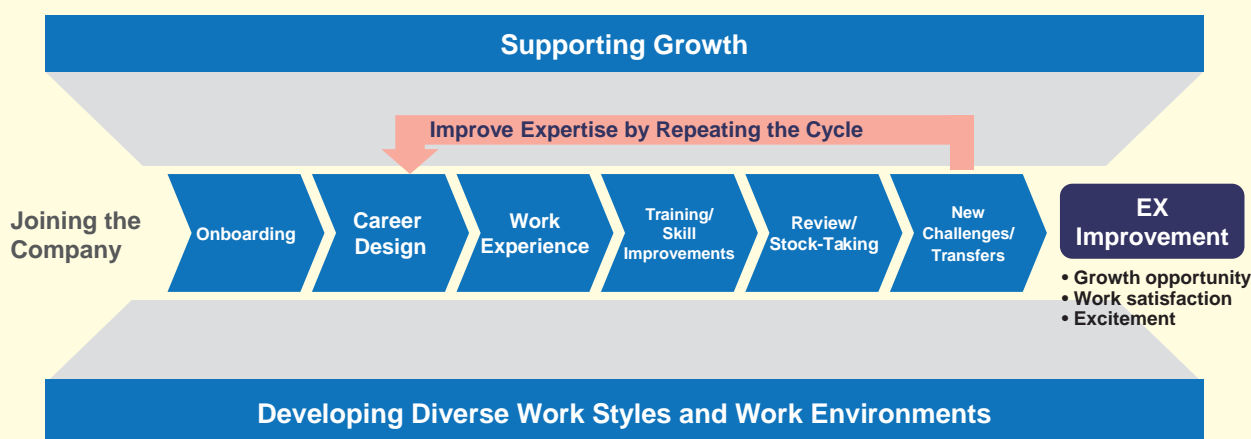 Supporting Growth
Improve Expertise by Repeating the Cycle
Joining the
Company
Onboarding
Career
Design
Work
Experience
Training/
Skill
Improvements
Review/
Stock-Taking
New
Challenges/
Transfers
EX
Improvement
• Growth opportunity
• Work satisfaction
• Excitement
Developing Diverse Work Styles and Work Environments